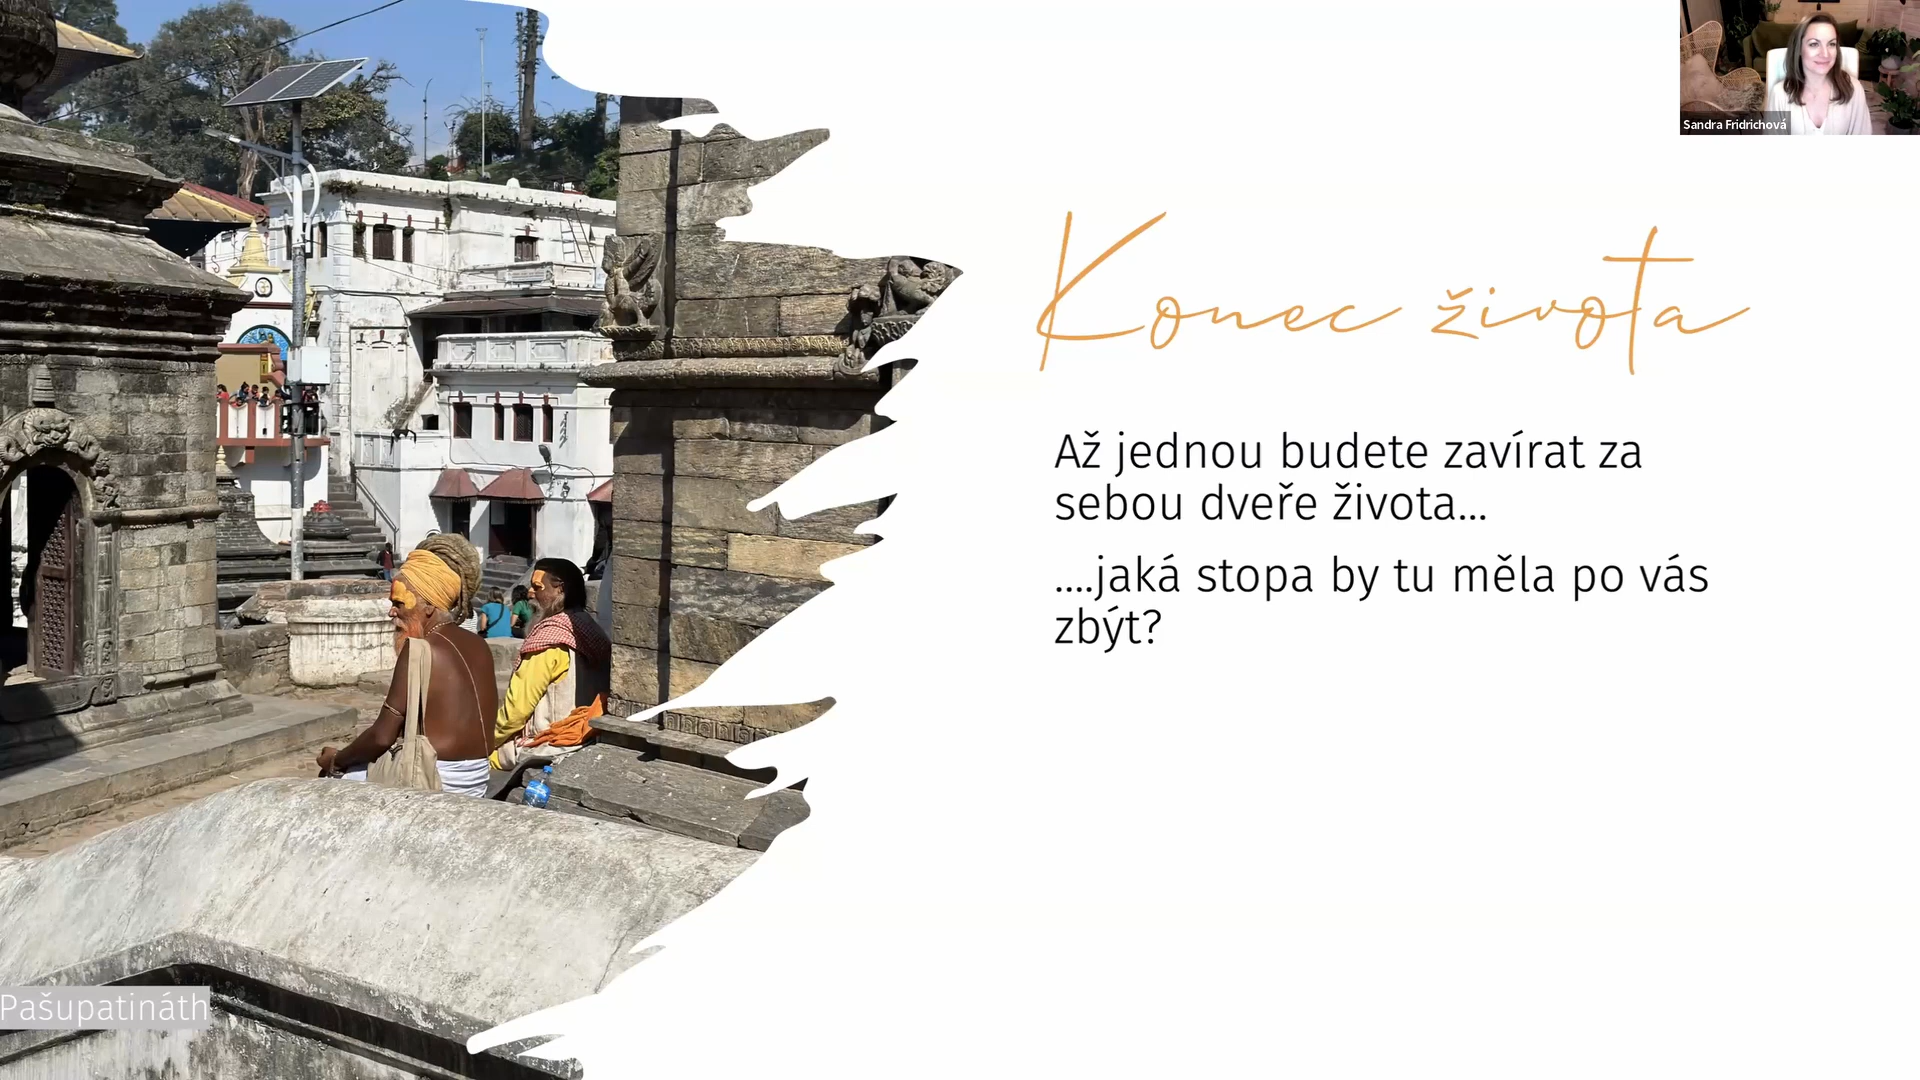 Sandra Fridrichová
Konec života
Až jednou budete zavírat za
sebou dveře života...
....jaká stopa by tu měla po vás
zbýt?
Pašupatináth